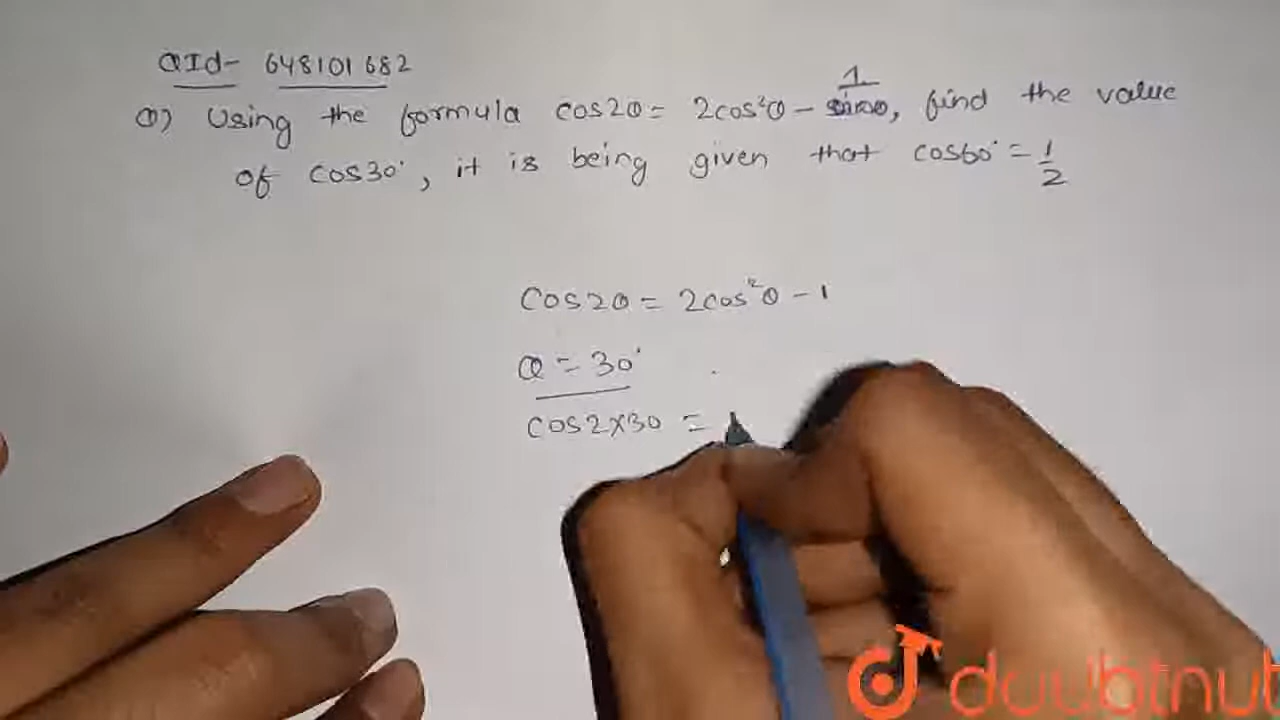 QId- 648101682
Q) Using the formula cos2θ = 2cos²θ - 1, find the value
of cos30°, it is being given that cos60° = 1/2
cos2θ = 2cos²θ - 1
θ = 30°
cos2×30 =
doubtnut